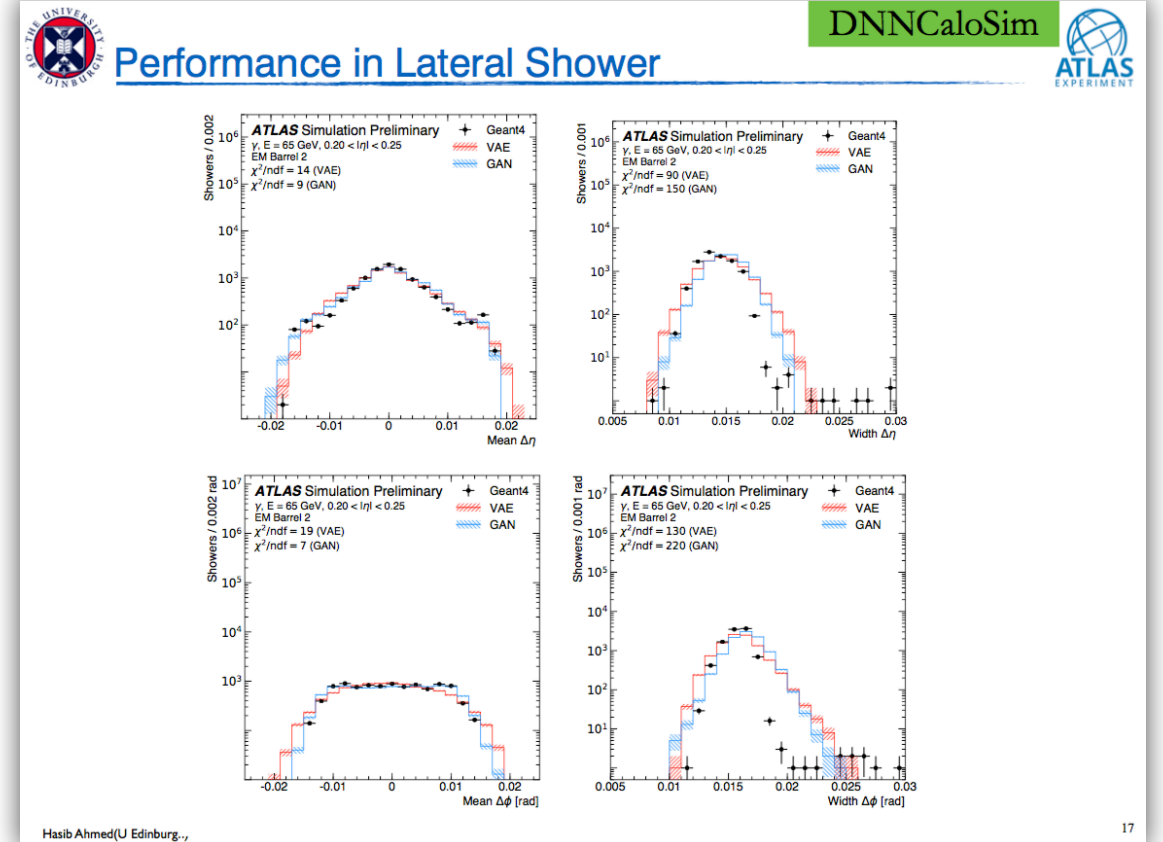 THE UNIVERSITY OF EDINBURGH
DNNCaloSim
Performance in Lateral Shower
ATLAS
EXPERIMENT
Showers / 0.002
ATLAS Simulation Preliminary
γ, E = 65 GeV, 0.20 < |η| < 0.25
EM Barrel 2
χ²/ndf = 14 (VAE)
χ²/ndf = 9 (GAN)
Geant4
VAE
GAN
10⁶
10⁵
10⁴
10³
10²
-0.02 -0.01 0 0.01 0.02
Mean Δη
Showers / 0.001
ATLAS Simulation Preliminary
γ, E = 65 GeV, 0.20 < |η| < 0.25
EM Barrel 2
χ²/ndf = 90 (VAE)
χ²/ndf = 150 (GAN)
Geant4
VAE
GAN
10⁶
10⁵
10⁴
10³
10²
10¹
0.005 0.01 0.015 0.02 0.025 0.03
Width Δη
Showers / 0.002 rad
ATLAS Simulation Preliminary
γ, E = 65 GeV, 0.20 < |η| < 0.25
EM Barrel 2
χ²/ndf = 19 (VAE)
χ²/ndf = 7 (GAN)
Geant4
VAE
GAN
10⁷
10⁶
10⁵
10⁴
10³
-0.02 -0.01 0 0.01 0.02
Mean Δϕ [rad]
Showers / 0.001 rad
ATLAS Simulation Preliminary
γ, E = 65 GeV, 0.20 < |η| < 0.25
EM Barrel 2
χ²/ndf = 130 (VAE)
χ²/ndf = 220 (GAN)
Geant4
VAE
GAN
10⁷
10⁶
10⁵
10⁴
10³
10²
10¹
0.005 0.01 0.015 0.02 0.025 0.03
Width Δϕ [rad]
Hasib Ahmed(U Edinburg..,
17